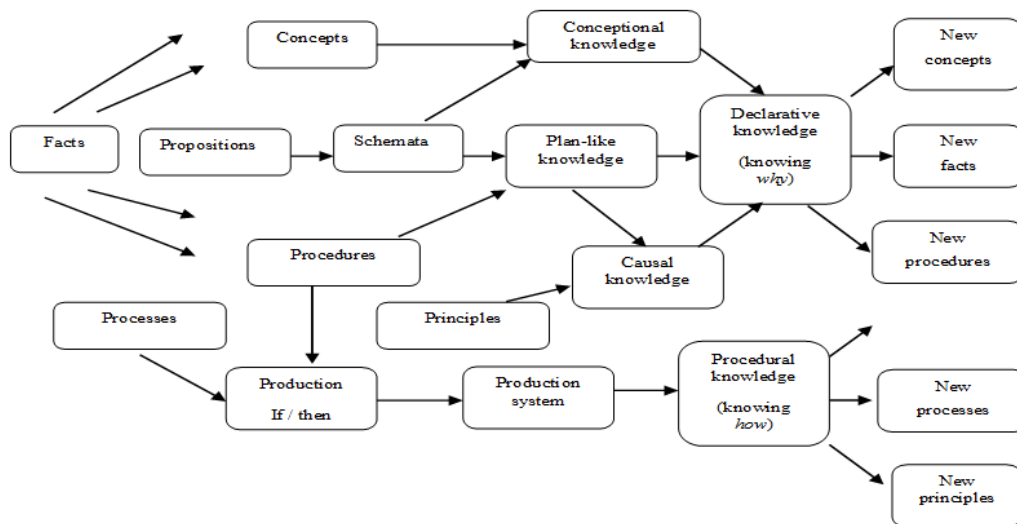 Concepts
Conceptional
knowledge
New
concepts
Facts
Propositions
Schemata
Plan-like
knowledge
Declarative
knowledge
(knowing
why)
New
facts
Procedures
Causal
knowledge
New
procedures
Processes
Principles
Production
If / then
Production
system
Procedural
knowledge
(knowing
how)
New
processes
New
principles